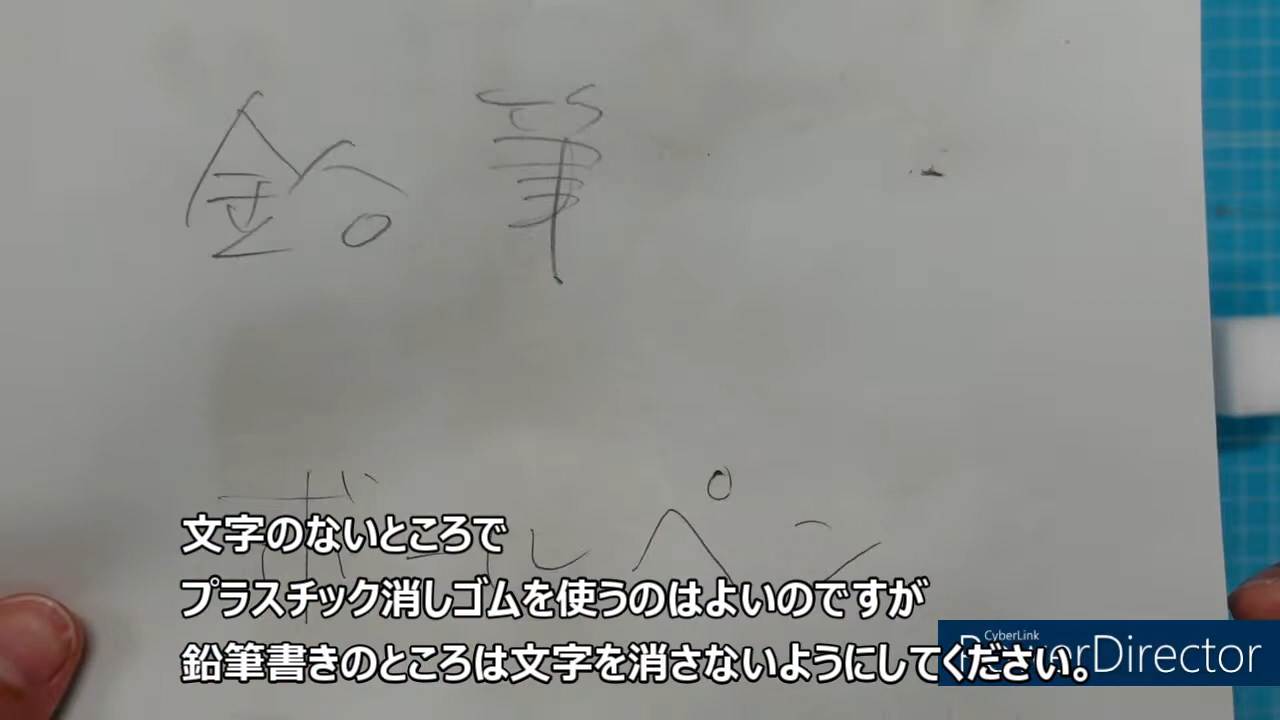 鉛筆
ボールペン
文字のないところで
プラスチック消しゴムを使うのはよいのですが
鉛筆書きのところは文字を消さないようにしてください。
CyberLink
PowerDirector